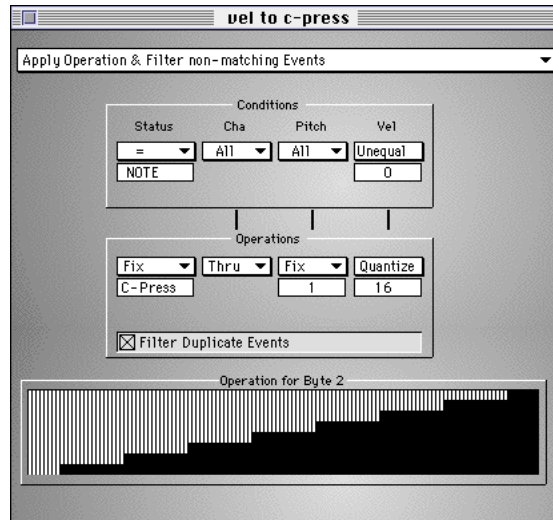 vel to c-press
Apply Operation & Filter non-matching Events
Conditions
Status Cha Pitch Vel
= All All Unequal
NOTE 0
Operations
Fix Thru Fix Quantize
C-Press 1 16
Filter Duplicate Events
Operation for Byte 2